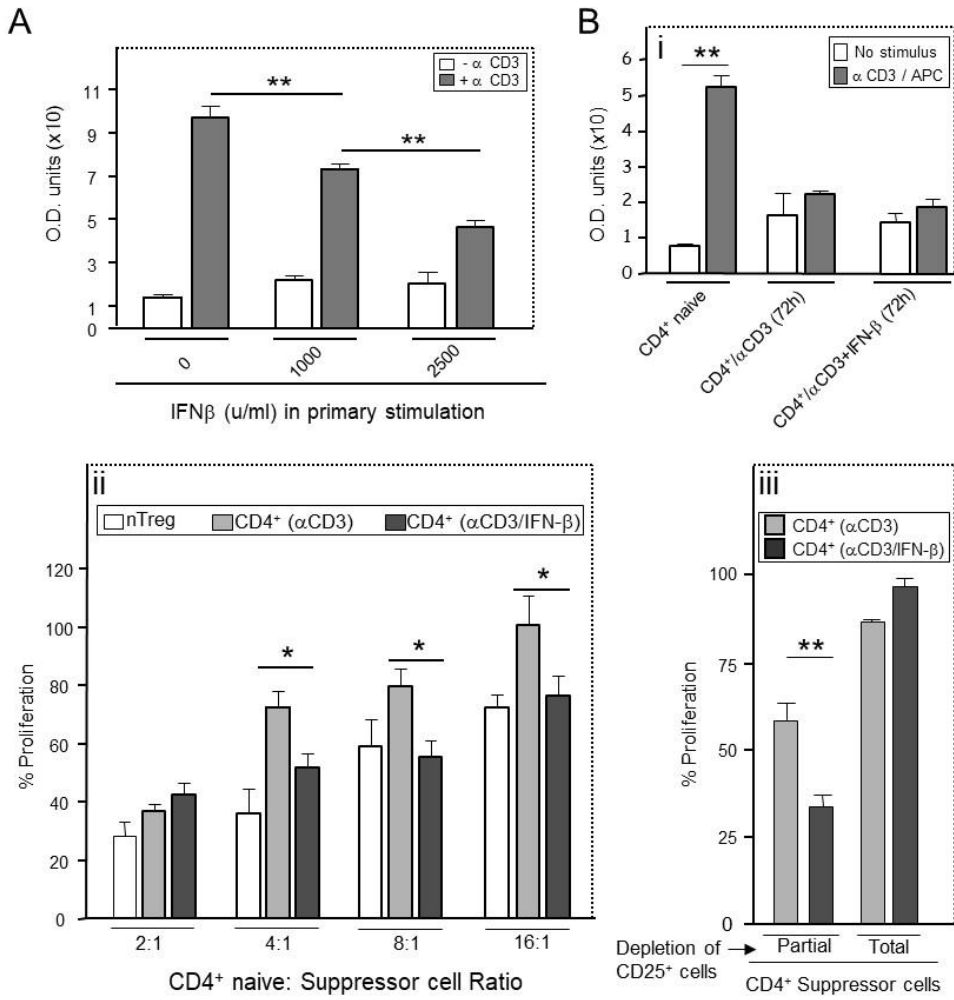 A
- α CD3
+ α CD3
O.D. units (x10)
11
9
7
5
3
1
0
**
**
0
1000
2500
IFNβ (u/ml) in primary stimulation
B
i
No stimulus
α CD3 / APC
O.D. units (x10)
6
5
4
3
2
1
0
**
CD4+ naive
CD4+/αCD3 (72h)
CD4+/αCD3+IFN-β (72h)
ii
nTreg
CD4+ (αCD3)
CD4+ (αCD3/IFN-β)
% Proliferation
120
100
80
60
40
20
0
*
*
*
2:1
4:1
8:1
16:1
CD4+ naive: Suppressor cell Ratio
iii
CD4+ (αCD3)
CD4+ (αCD3/IFN-β)
% Proliferation
100
75
50
25
0
**
Depletion of
CD25+ cells
Partial
Total
CD4+ Suppressor cells